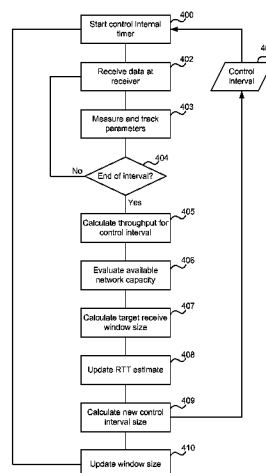 400
Start control internal
timer
402
Receive data at
receiver
Control
Interval
403
Measure and track
parameters
404
No
End of interval?
Yes
405
Calculate throughput for
control interval
406
Evaluate available
network capacity
407
Calculate target receive
window size
408
Update RTT estimate
409
Calculate new control
interval size
410
Update window size